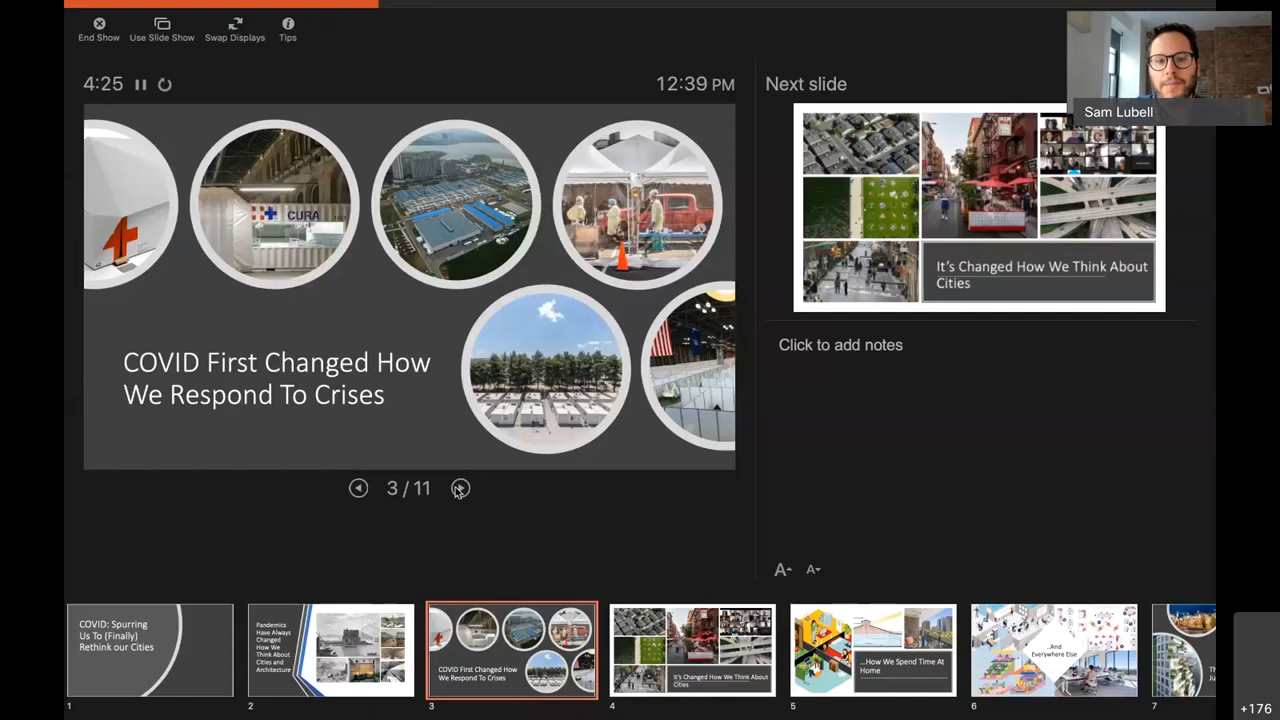 End Show
Use Slide Show
Swap Displays
Tips
4:25
12:39 PM
Next slide
Sam Lubell
CURA
COVID First Changed How
We Respond To Crises
It's Changed How We Think About
Cities
Click to add notes
3 / 11
A
A
COVID: Spurring
Us To (Finally)
Rethink our Cities
Pandemics
Have Always
Changed
How We
Think About
Cities and
Architecture
COVID First Changed How
We Respond To Crises
It's Changed How We Think About
Cities
...How We Spend Time At
Home
...And
Everywhere Else
1
2
3
4
5
6
7
+176